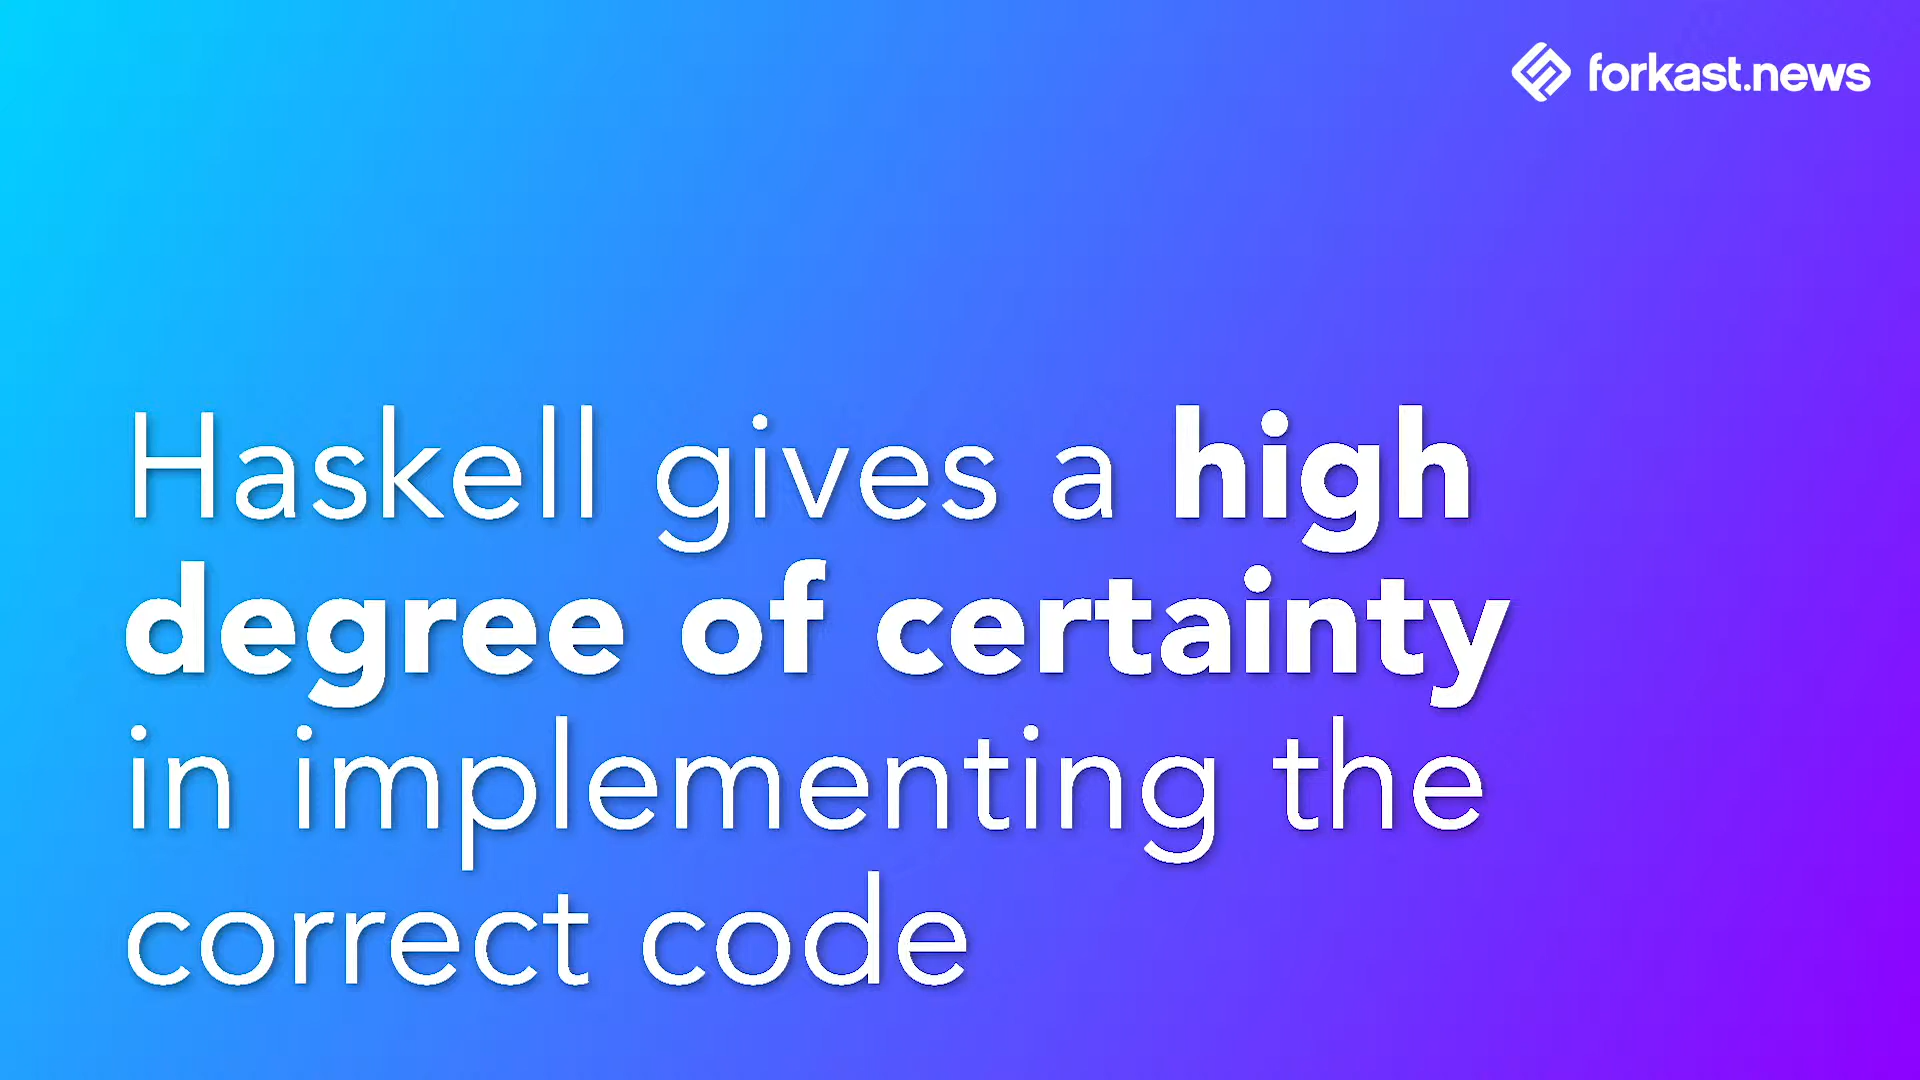 forkast.news
Haskell gives a high
degree of certainty
in implementing the
correct code